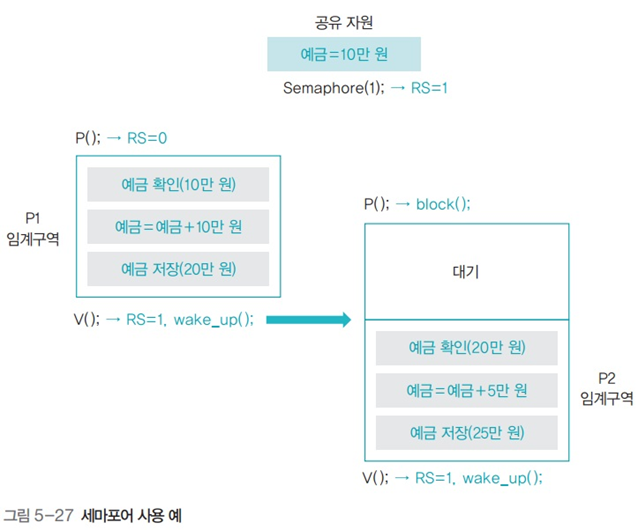 공유 자원
예금=10만 원
Semaphore(1); → RS=1
P(); → RS=0
P1
임계구역
예금 확인(10만 원)
예금=예금+10만 원
예금 저장(20만 원)
V(); → RS=1, wake_up();
P(); → block();
대기
예금 확인(20만 원)
예금=예금+5만 원
예금 저장(25만 원)
P2
임계구역
V(); → RS=1, wake_up();
그림 5-27 세마포어 사용 예